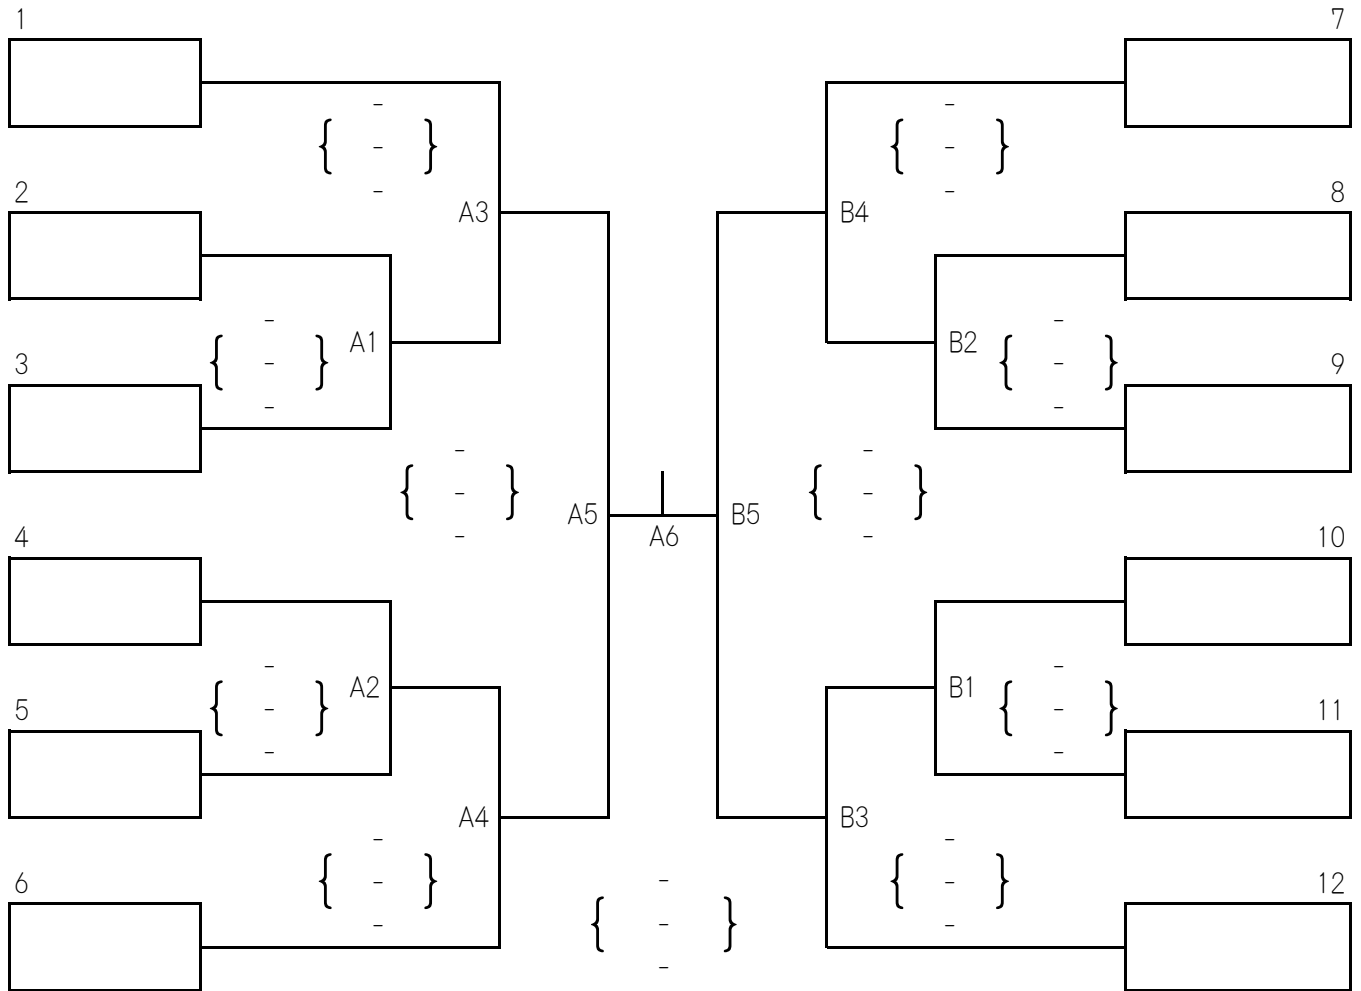 1 7
-
-
{ - }
{ - }
-
-
2 8
A3 B4
-
-
A1 B2
3 9
{ - }
{ - }
-
-
-
-
{ - }
{ - }
A5 B5
A6
-
-
4 10
-
-
A2 B1
{ - }
{ - }
5 11
-
-
A4 B3
-
-
6 12
{ - }
{ - }
-
{ - }
-
-
-